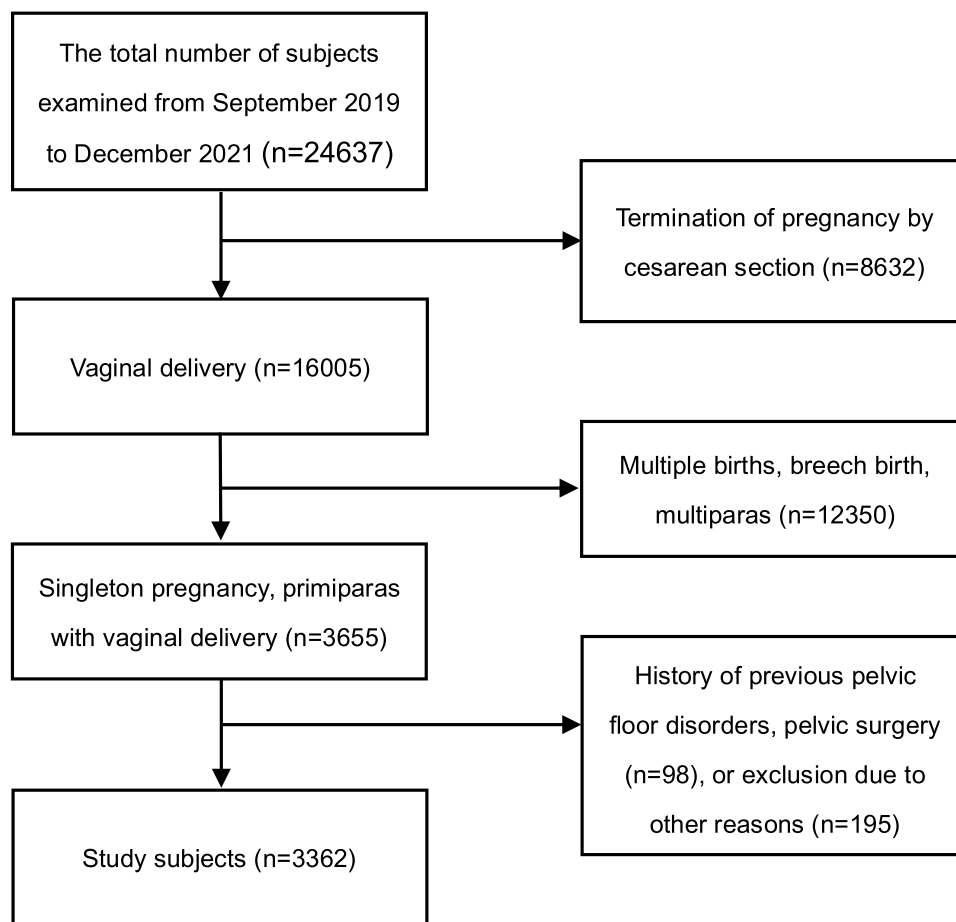 The total number of subjects
examined from September 2019
to December 2021 (n=24637)
Termination of pregnancy by
cesarean section (n=8632)
Vaginal delivery (n=16005)
Multiple births, breech birth,
multiparas (n=12350)
Singleton pregnancy, primiparas
with vaginal delivery (n=3655)
History of previous pelvic
floor disorders, pelvic surgery
(n=98), or exclusion due to
other reasons (n=195)
Study subjects (n=3362)